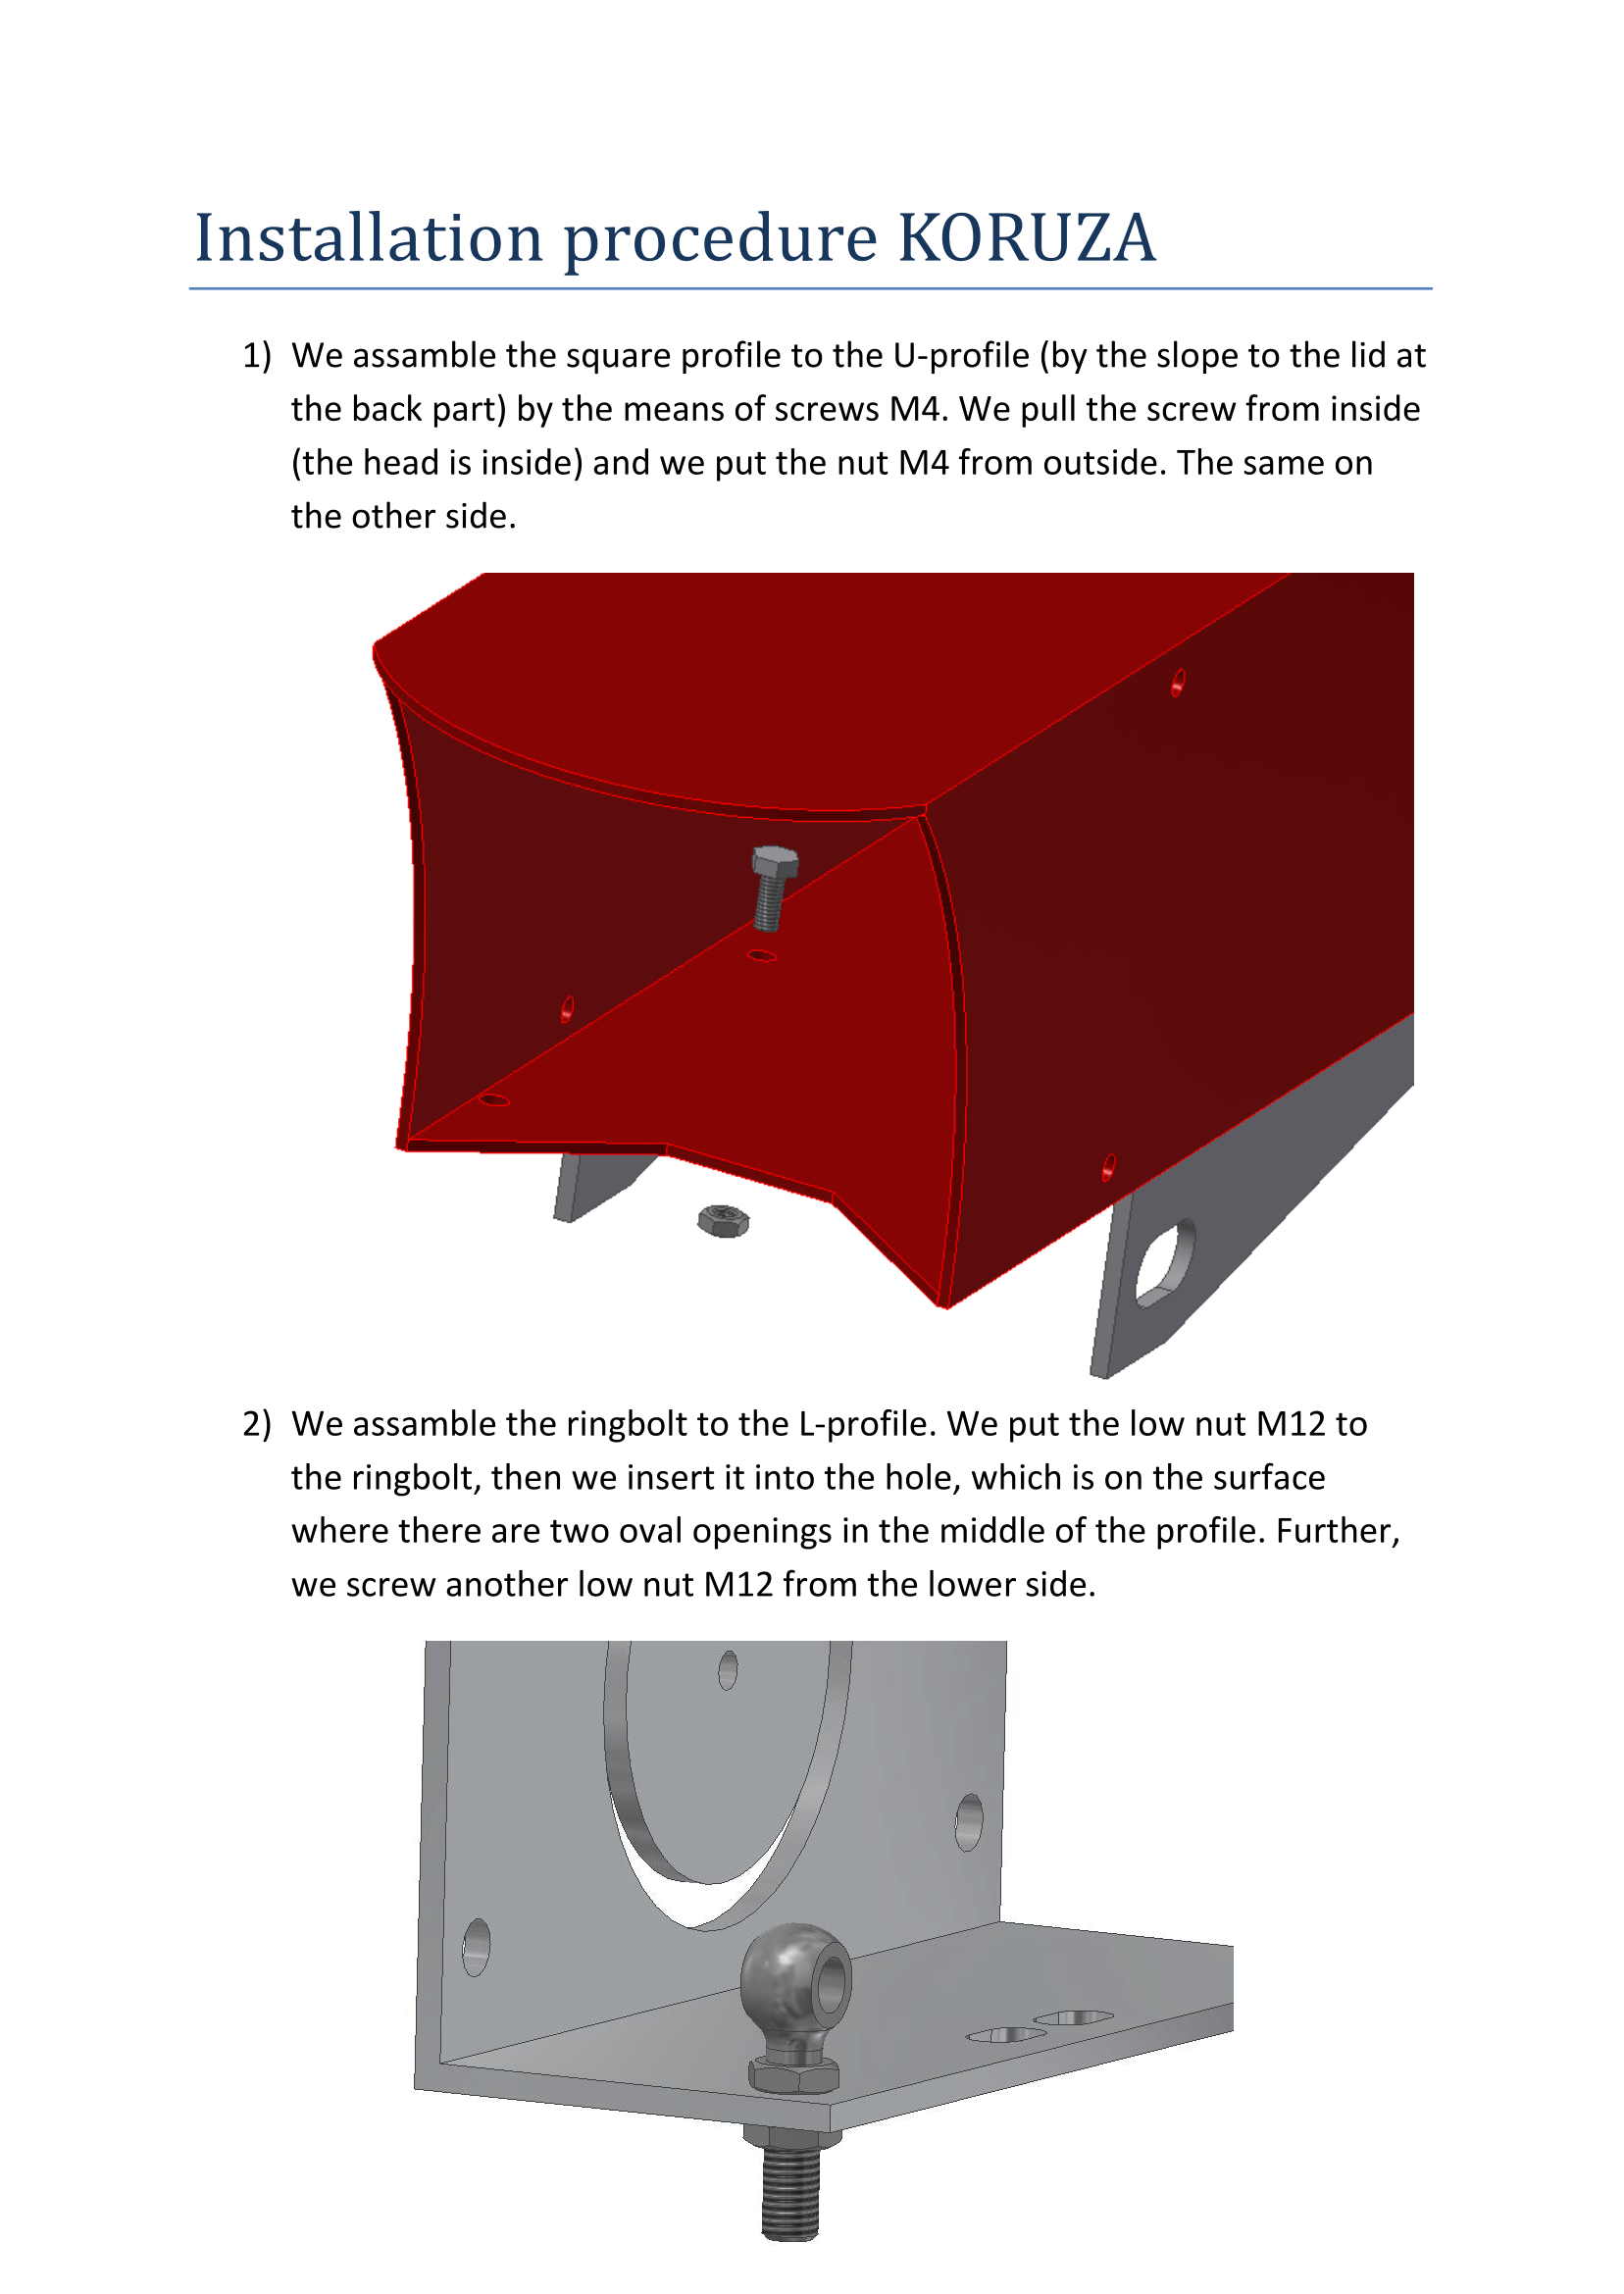 Installation procedure KORUZA
1) We assamble the square profile to the U-profile (by the slope to the lid at
the back part) by the means of screws M4. We pull the screw from inside
(the head is inside) and we put the nut M4 from outside. The same on
the other side.
2) We assamble the ringbolt to the L-profile. We put the low nut M12 to
the ringbolt, then we insert it into the hole, which is on the surface
where there are two oval openings in the middle of the profile. Further,
we screw another low nut M12 from the lower side.